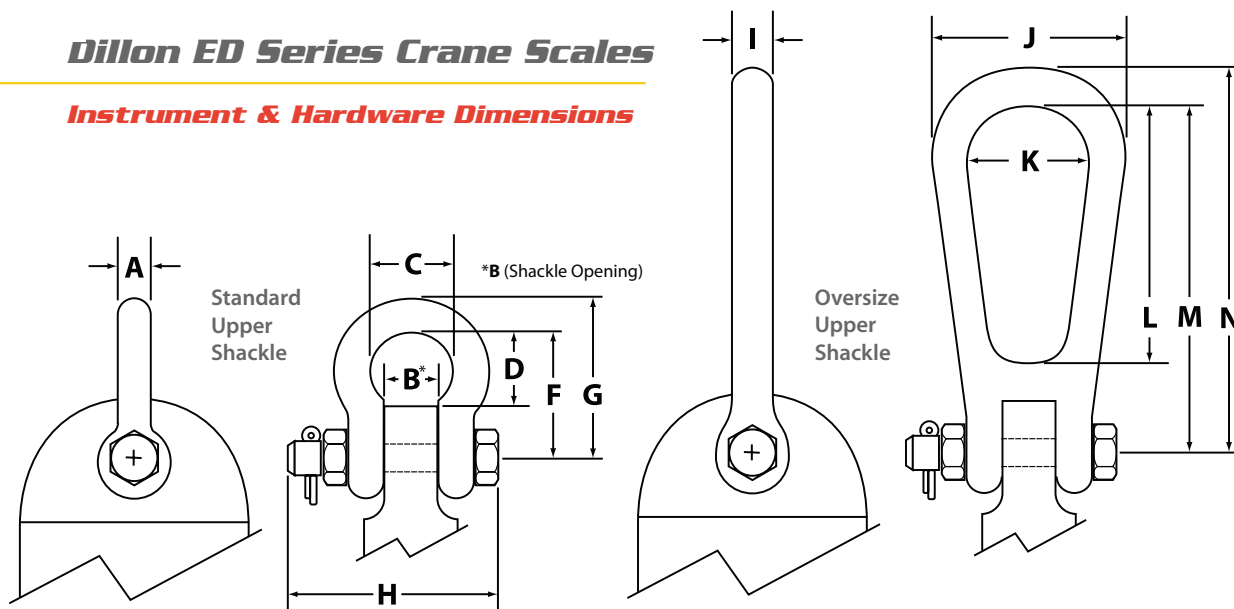 Dillon ED Series Crane Scales
Instrument & Hardware Dimensions
A
Standard
Upper
Shackle
C
*B (Shackle Opening)
B*
D
F
G
H
I
Oversize
Upper
Shackle
J
K
L
M
N